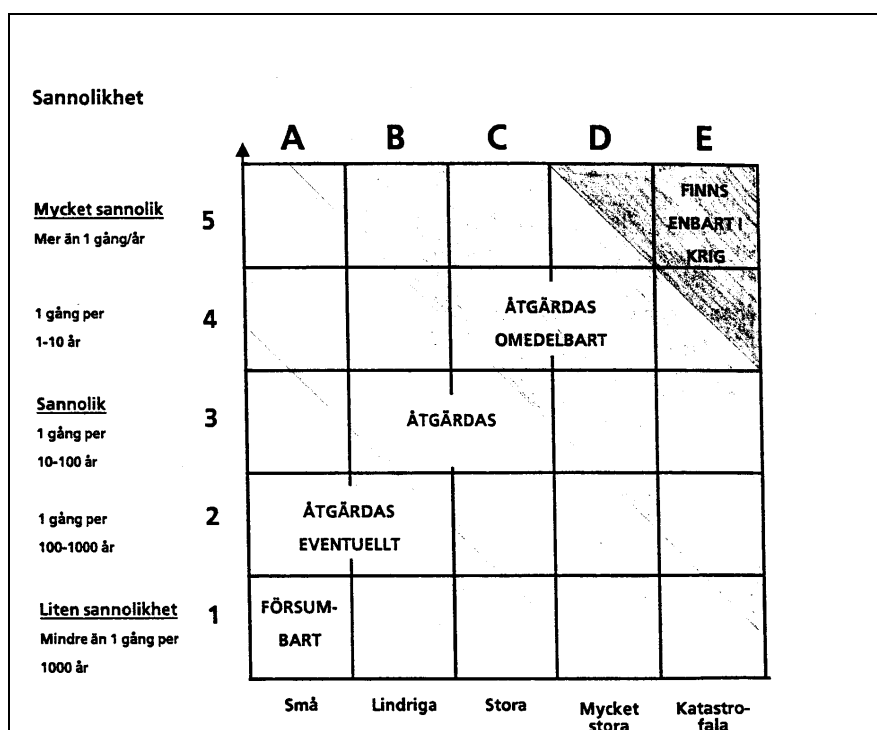 Sannolikhet
A B C D E
Mycket sannolik
Mer än 1 gång/år
5
FINNS
ENBART I
KRIG
1 gång per
1-10 år
4
ÅTGÄRDAS
OMEDELBART
Sannolik
1 gång per
10-100 år
3
ÅTGÄRDAS
1 gång per
100-1000 år
2
ÅTGÄRDAS
EVENTUELLT
Liten sannolikhet
Mindre än 1 gång per
1000 år
1
FÖRSUM-
BART
Små
Lindriga
Stora
Mycket
stora
Katastro-
fala